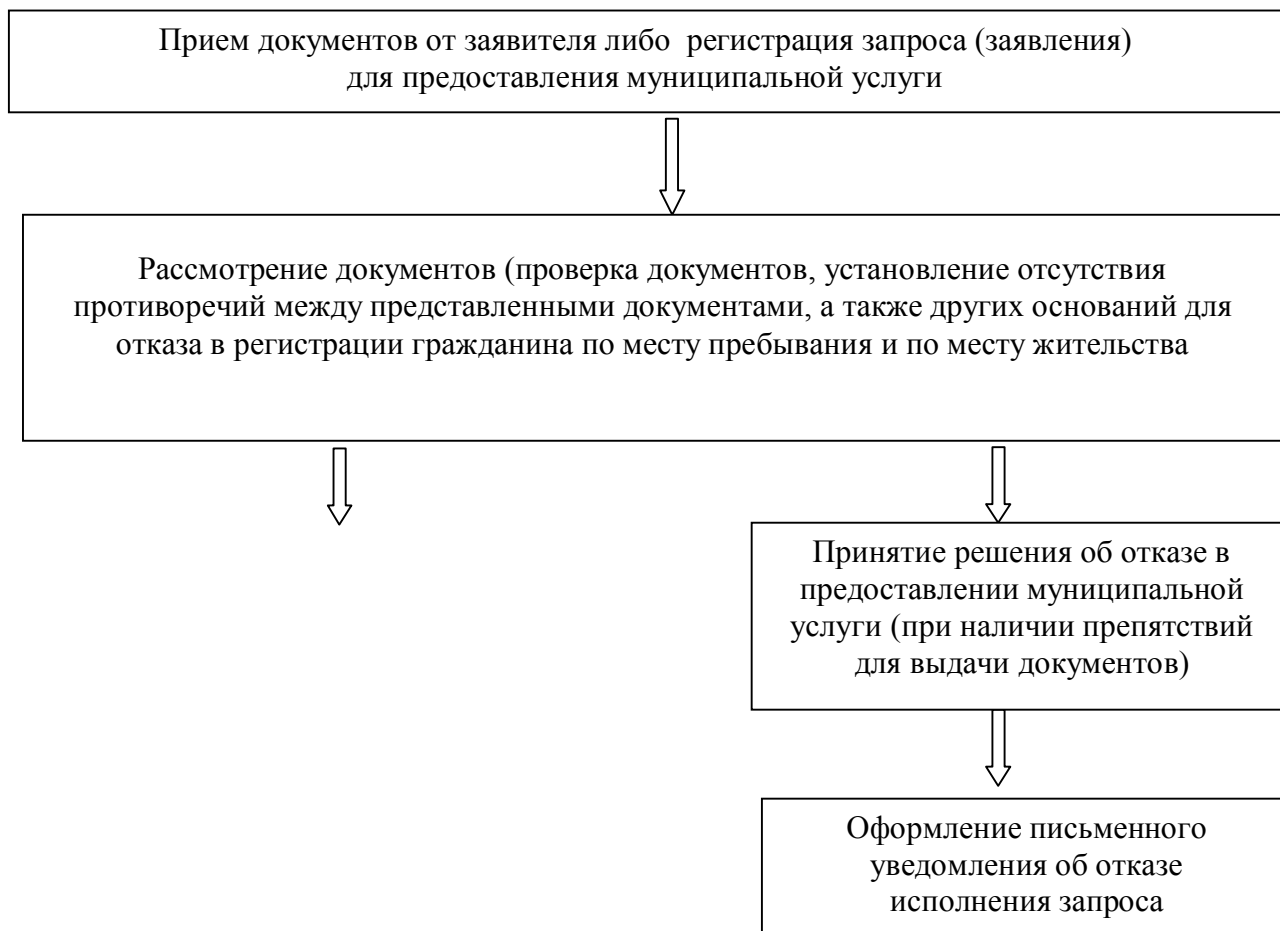 Прием документов от заявителя либо  регистрация запроса (заявления)
для предоставления муниципальной услуги
Рассмотрение документов (проверка документов, установление отсутствия
противоречий между представленными документами, а также других оснований для
отказа в регистрации гражданина по месту пребывания и по месту жительства
Принятие решения об отказе в
предоставлении муниципальной
услуги (при наличии препятствий
для выдачи документов)
Оформление письменного
уведомления об отказе
исполнения запроса